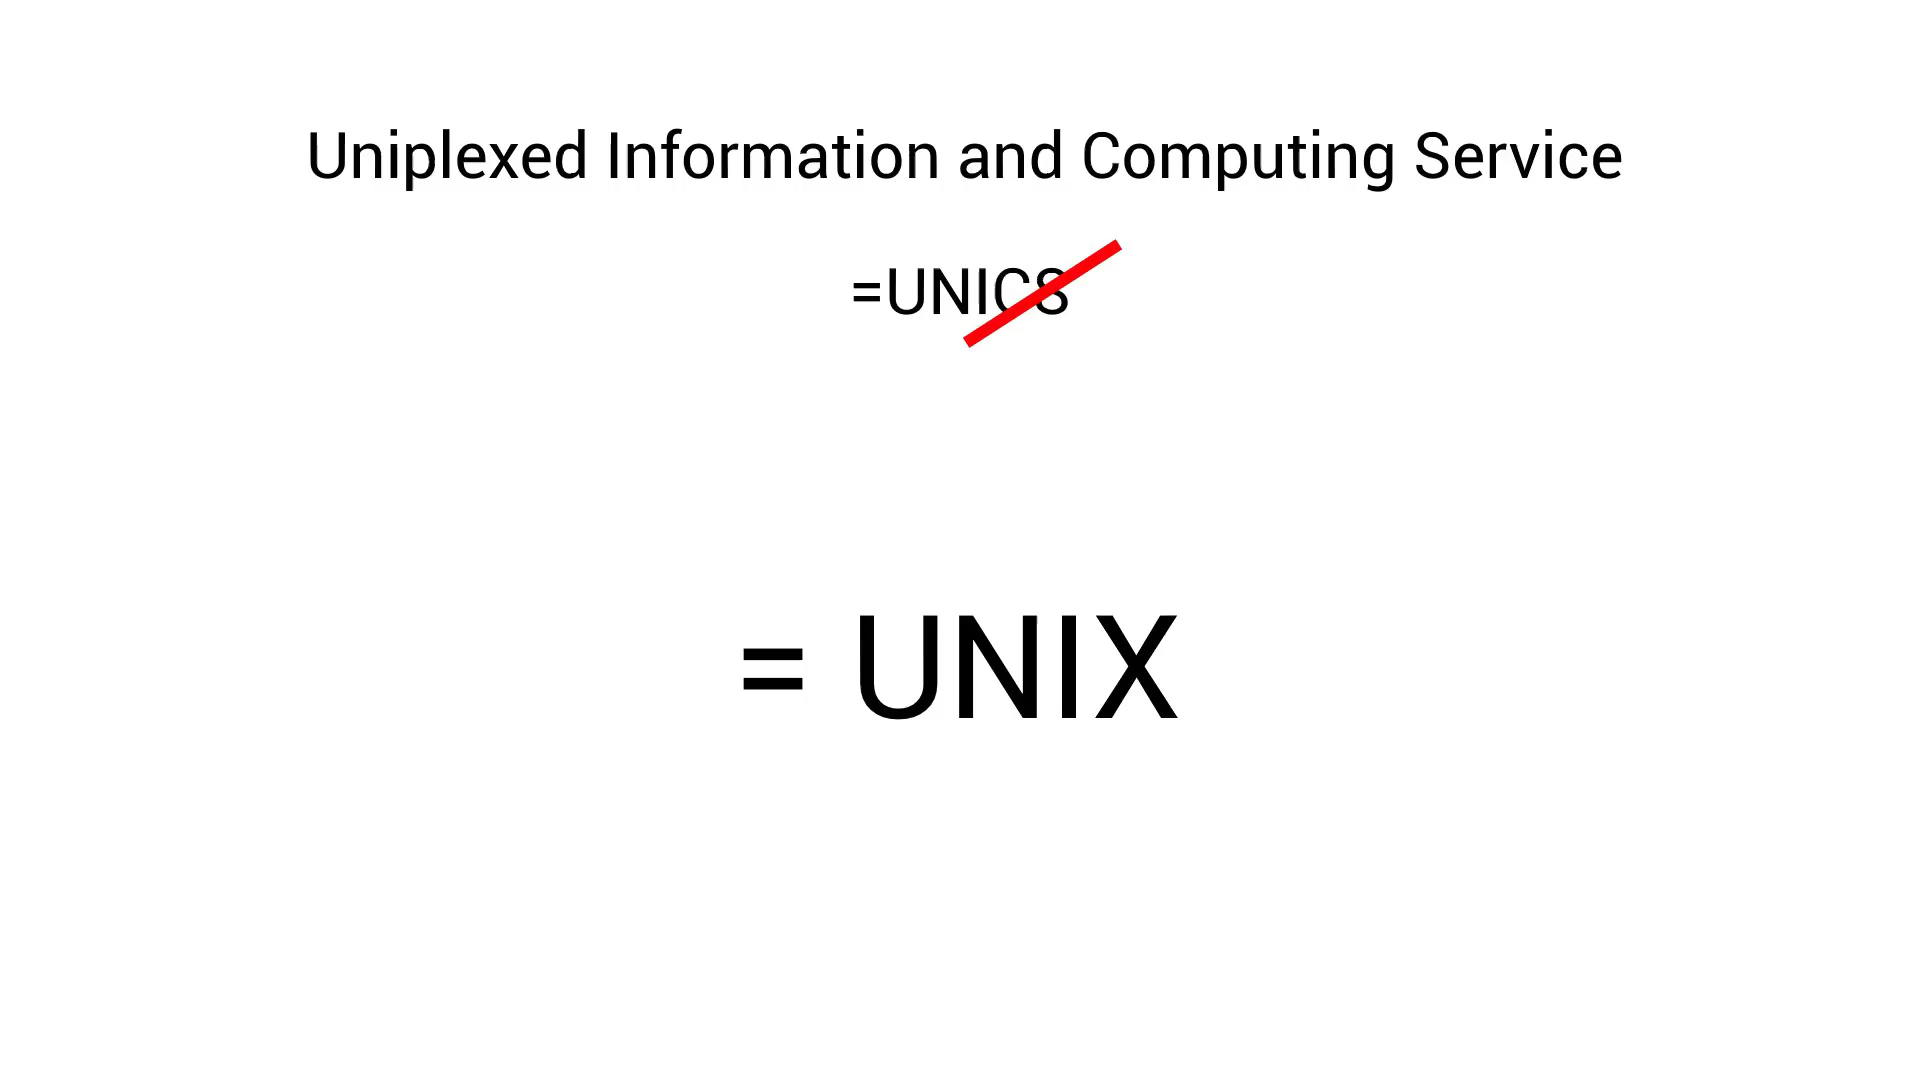 Uniplexed Information and Computing Service
=UNICS
= UNIX